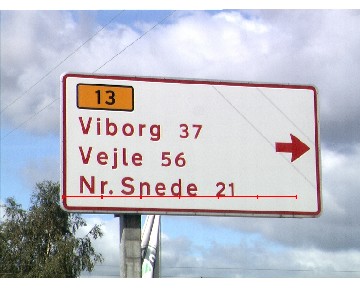 13
Viborg 37
Vejle 56
Nr. Snede 21